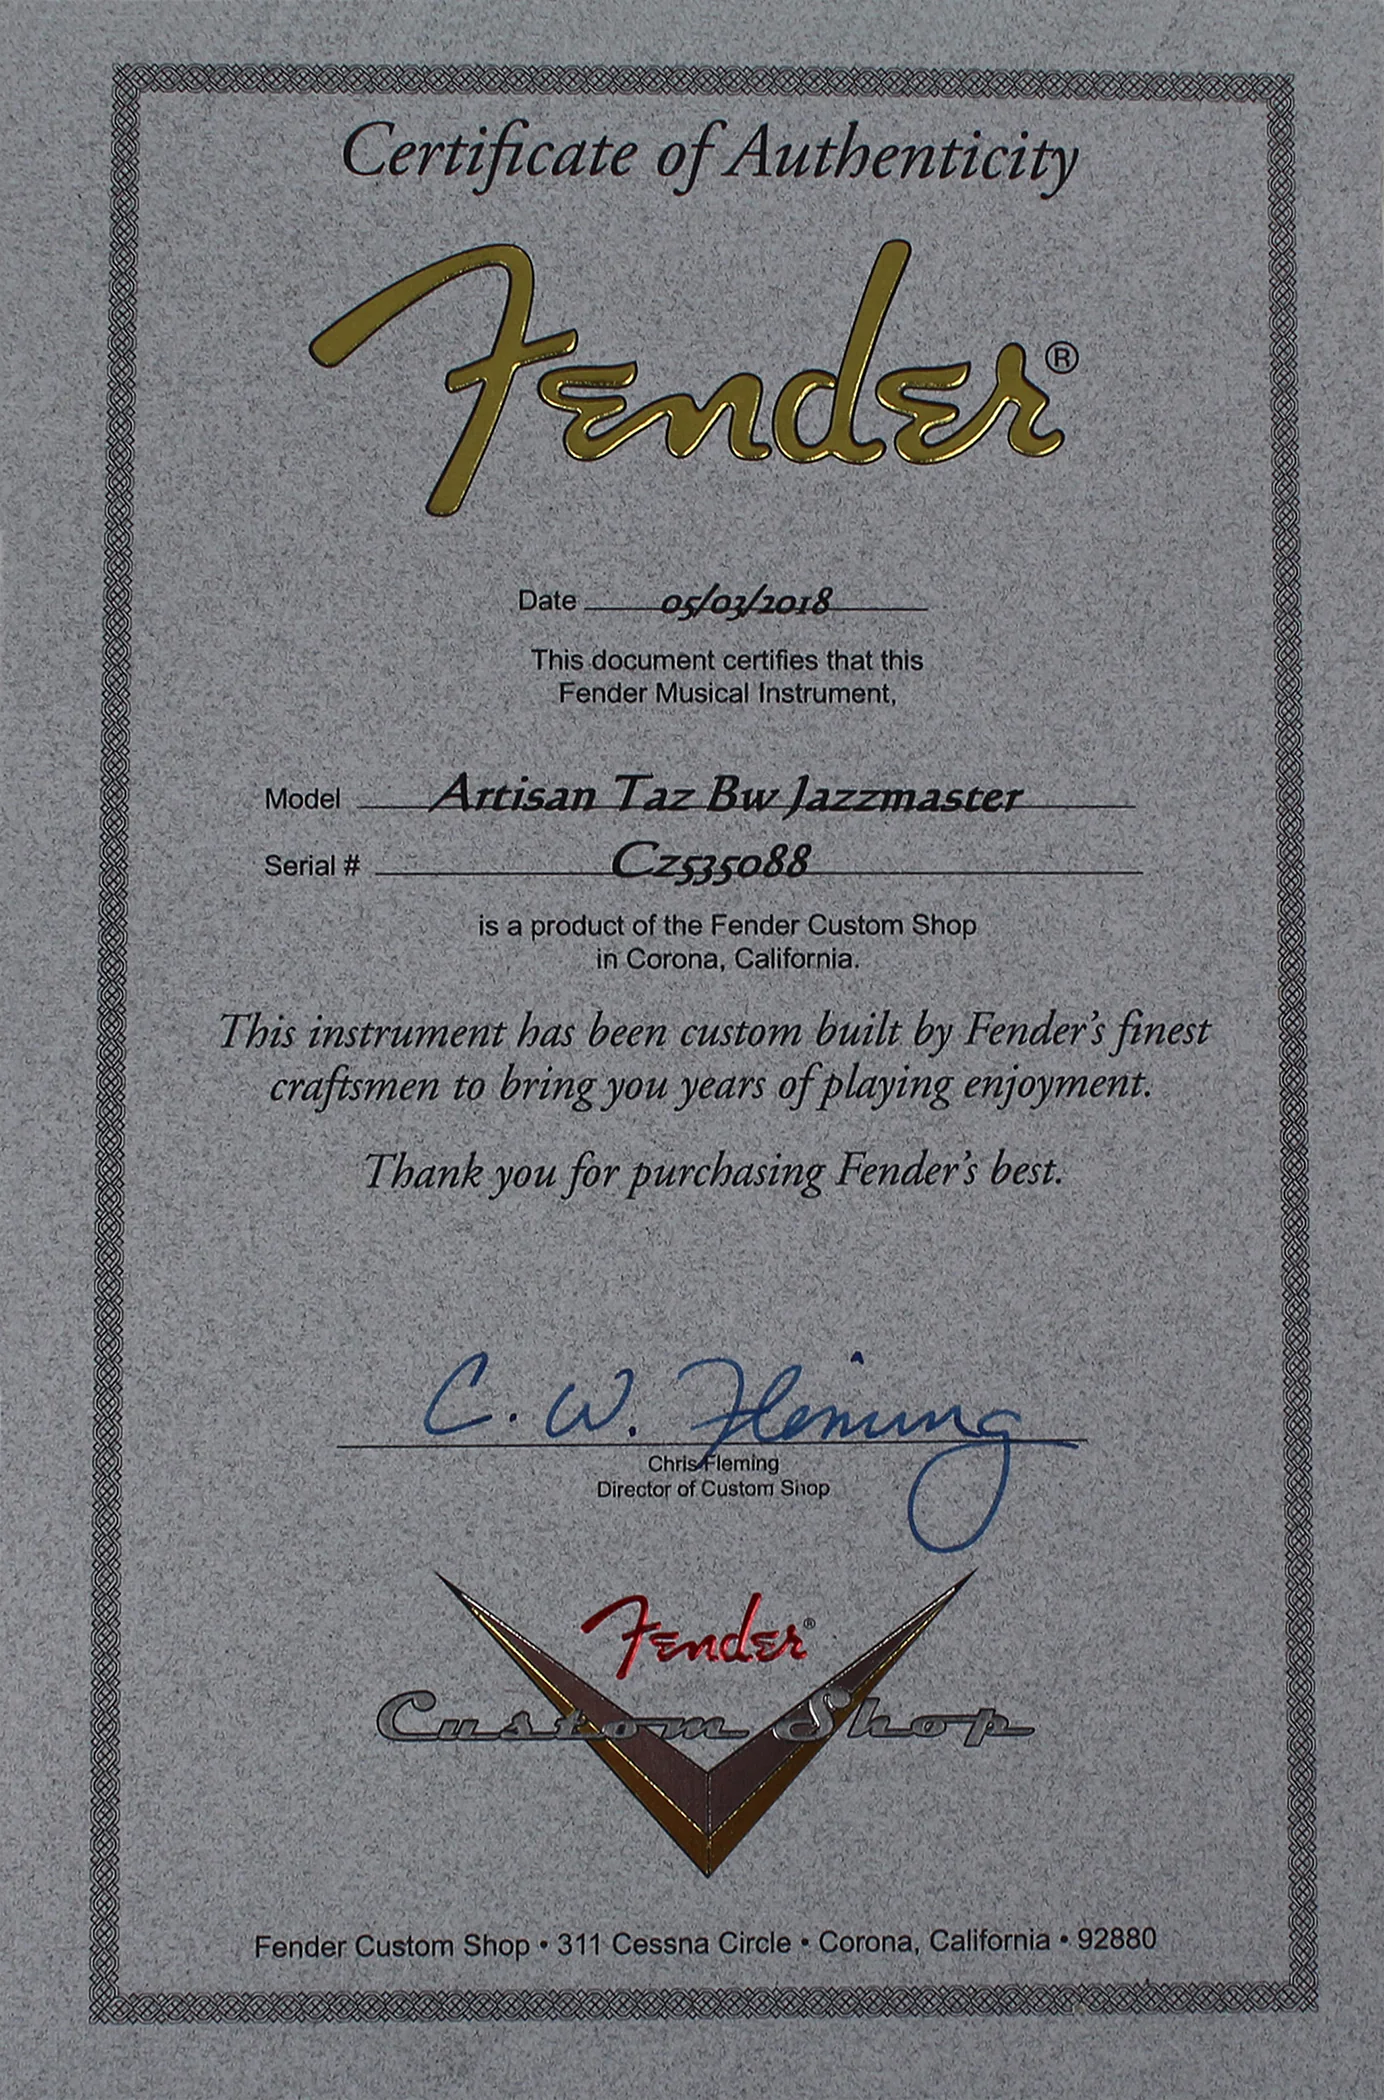 Certificate of Authenticity
Fender®
Date 05/03/2018
This document certifies that this
Fender Musical Instrument,
Model Artisan Taz Bw Jazzmaster
Serial # Cz535088
is a product of the Fender Custom Shop
in Corona, California.
This instrument has been custom built by Fender's finest
craftsmen to bring you years of playing enjoyment.
Thank you for purchasing Fender's best.
C. W. Fleming
Chris Fleming
Director of Custom Shop
Fender®
Custom Shop
Fender Custom Shop • 311 Cessna Circle • Corona, California • 92880